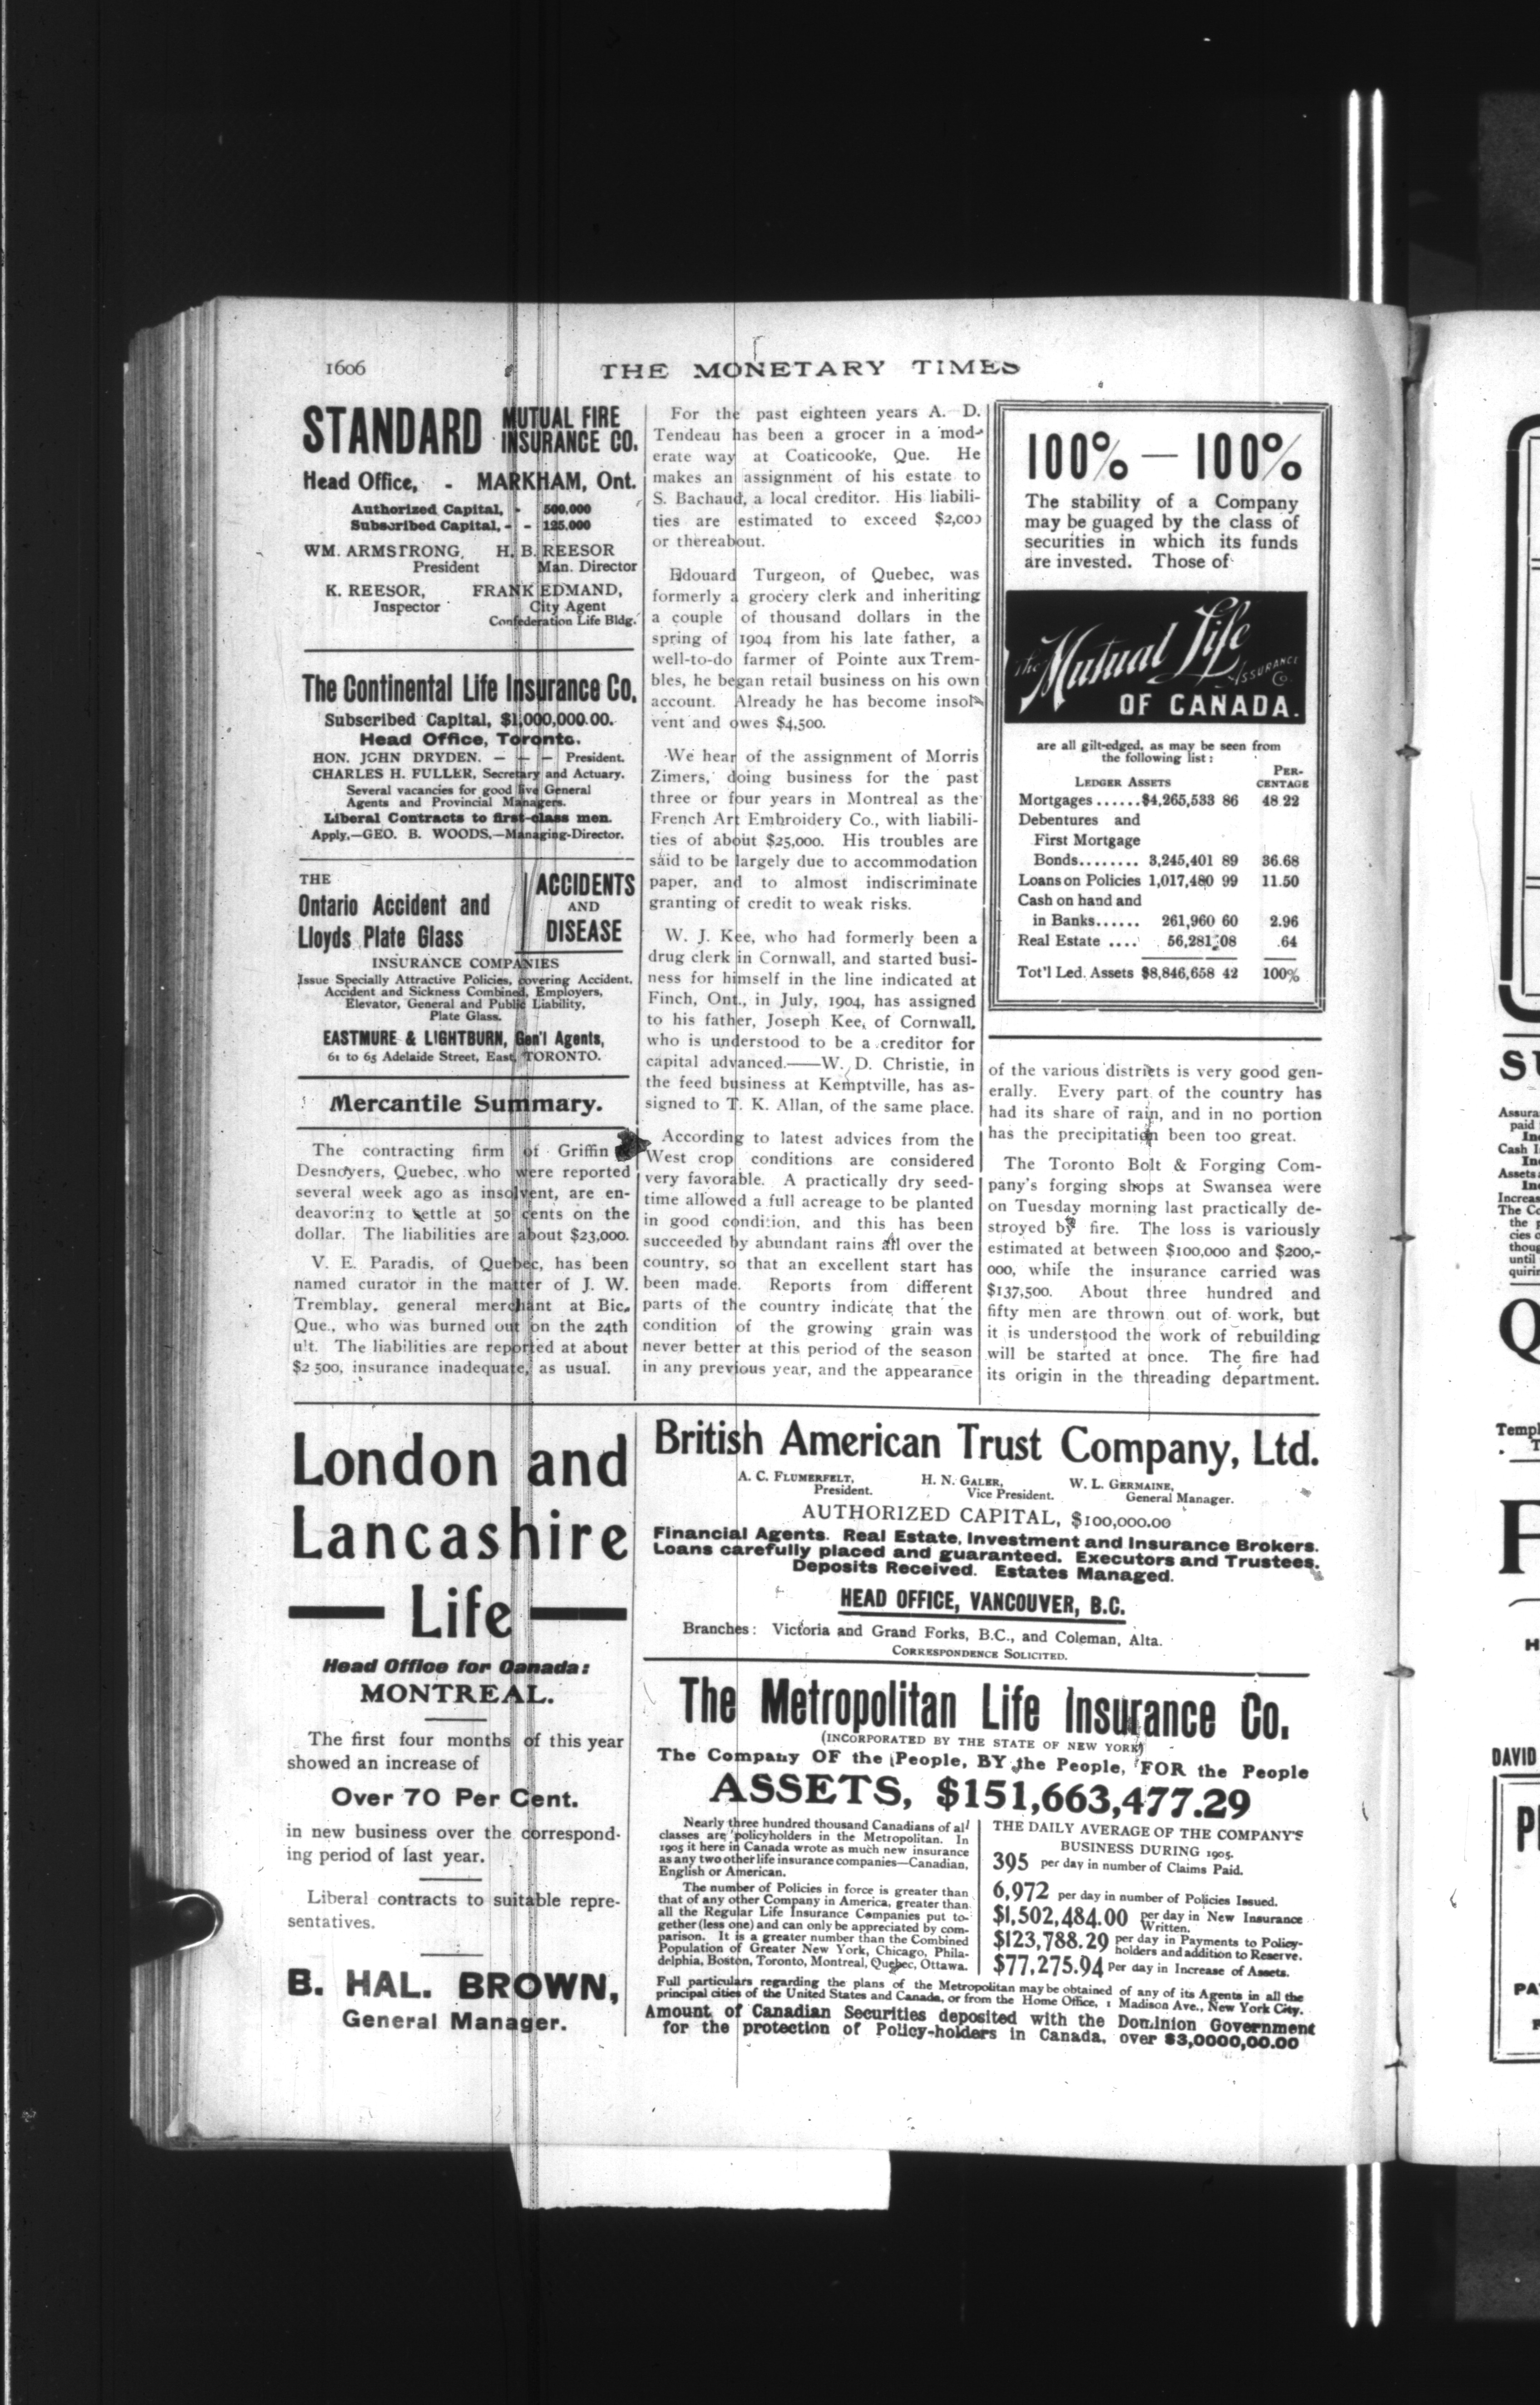 1606
THE MONETARY TIMES
STANDARD MUTUAL FIRE
INSURANCE CO.
Head Office, - MARKHAM, Ont.
Authorized Capital, - 500,000
Subscribed Capital, - - 125,000
WM. ARMSTRONG, H. B. REESOR
President Man. Director
K. REESOR, FRANK EDMAND,
Inspector City Agent
Confederation Life Bldg.
The Continental Life Insurance Co.
Subscribed Capital, $1,000,000.00.
Head Office, Toronto.
HON. JOHN DRYDEN. — — — President.
CHARLES H. FULLER, Secretary and Actuary.
Several vacancies for good live General
Agents and Provincial Managers.
Liberal Contracts to first-class men.
Apply,—GEO. B. WOODS,—Managing-Director.
THE
Ontario Accident and
Lloyds Plate Glass
ACCIDENTS
AND
DISEASE
INSURANCE COMPANIES
Issue Specially Attractive Policies, covering Accident,
Accident and Sickness Combined, Employers,
Elevator, General and Public Liability,
Plate Glass.
EASTMURE & LIGHTBURN, Gen'l Agents,
61 to 65 Adelaide Street, East, TORONTO.
Mercantile Summary.
The contracting firm of Griffin
Desnoyers, Quebec, who were reported
several week ago as insolvent, are en-
deavoring to settle at 50 cents on the
dollar. The liabilities are about $23,000.
V. E. Paradis, of Quebec, has been
named curator in the matter of J. W.
Tremblay, general merchant at Bic,
Que., who was burned out on the 24th
ult. The liabilities are reported at about
$2 500, insurance inadequate, as usual.
For the past eighteen years A. D.
Tendeau has been a grocer in a mod-
erate way at Coaticooke, Que. He
makes an assignment of his estate to
S. Bachaud, a local creditor. His liabili-
ties are estimated to exceed $2,000
or thereabout.
Edouard Turgeon, of Quebec, was
formerly a grocery clerk and inheriting
a couple of thousand dollars in the
spring of 1904 from his late father, a
well-to-do farmer of Pointe aux Trem-
bles, he began retail business on his own
account. Already he has become insol-
vent and owes $4,500.
We hear of the assignment of Morris
Zimers, doing business for the past
three or four years in Montreal as the
French Art Embroidery Co., with liabili-
ties of about $25,000. His troubles are
said to be largely due to accommodation
paper, and to almost indiscriminate
granting of credit to weak risks.
W. J. Kee, who had formerly been a
drug clerk in Cornwall, and started busi-
ness for himself in the line indicated at
Finch, Ont., in July, 1904, has assigned
to his father, Joseph Kee, of Cornwall,
who is understood to be a creditor for
capital advanced.——W. D. Christie, in
the feed business at Kemptville, has as-
signed to T. K. Allan, of the same place.
According to latest advices from the
West crop conditions are considered
very favorable. A practically dry seed-
time allowed a full acreage to be planted
in good condition, and this has been
succeeded by abundant rains all over the
country, so that an excellent start has
been made. Reports from different
parts of the country indicate that the
condition of the growing grain was
never better at this period of the season
in any previous year, and the appearance
100% — 100%
The stability of a Company
may be guaged by the class of
securities in which its funds
are invested. Those of
The Mutual Life
Assurance Co.
OF CANADA.
are all gilt-edged, as may be seen from
the following list:
LEDGER ASSETS PER-
CENTAGE
Mortgages ......$4,265,533 86 48.22
Debentures and
First Mortgage
Bonds........ 3,245,401 89 36.68
Loans on Policies 1,017,480 99 11.50
Cash on hand and
in Banks...... 261,960 60 2.96
Real Estate .... 56,281.08 .64
Tot'l Led. Assets $8,846,658 42 100%
of the various districts is very good gen-
erally. Every part of the country has
had its share of rain, and in no portion
has the precipitation been too great.
The Toronto Bolt & Forging Com-
pany's forging shops at Swansea were
on Tuesday morning last practically de-
stroyed by fire. The loss is variously
estimated at between $100,000 and $200,-
000, while the insurance carried was
$137,500. About three hundred and
fifty men are thrown out of work, but
it is understood the work of rebuilding
will be started at once. The fire had
its origin in the threading department.
London and
Lancashire
— Life —
Head Office for Canada:
MONTREAL.
The first four months of this year
showed an increase of
Over 70 Per Cent.
in new business over the correspond-
ing period of last year.
Liberal contracts to suitable repre-
sentatives.
B. HAL. BROWN,
General Manager.
British American Trust Company, Ltd.
A. C. FLUMERFELT, H. N. GALER, W. L. GERMAINE,
President. Vice President. General Manager.
AUTHORIZED CAPITAL, $100,000.00
Financial Agents. Real Estate, Investment and Insurance Brokers.
Loans carefully placed and guaranteed. Executors and Trustees.
Deposits Received. Estates Managed.
HEAD OFFICE, VANCOUVER, B.C.
Branches: Victoria and Grand Forks, B.C., and Coleman, Alta.
CORRESPONDENCE SOLICITED.
The Metropolitan Life Insurance Co.
(INCORPORATED BY THE STATE OF NEW YORK)
The Company OF the People, BY the People, FOR the People
ASSETS, $151,663,477.29
Nearly three hundred thousand Canadians of all
classes are policyholders in the Metropolitan. In
1905 it here in Canada wrote as much new insurance
as any two other life insurance companies—Canadian,
English or American.
The number of Policies in force is greater than
that of any other Company in America, greater than
all the Regular Life Insurance Companies put to-
gether (less one) and can only be appreciated by com-
parison. It is a greater number than the Combined
Population of Greater New York, Chicago, Phila-
delphia, Boston, Toronto, Montreal, Quebec, Ottawa.
THE DAILY AVERAGE OF THE COMPANY'S
BUSINESS DURING 1905.
395 per day in number of Claims Paid.
6,972 per day in number of Policies Issued.
$1,502,484.00 per day in New Insurance
Written.
$123,788.29 per day in Payments to Policy-
holders and addition to Reserve.
$77,275.94 Per day in Increase of Assets.
Full particulars regarding the plans of the Metropolitan may be obtained of any of its Agents in all the
principal cities of the United States and Canada, or from the Home Office, 1 Madison Ave., New York City.
Amount of Canadian Securities deposited with the Dominion Government
for the protection of Policy-holders in Canada, over $3,0000,00.00
Assura
paid
Cash I
Assets
Increas
The Co
the p
cies o
thoug
until
quirin
Templ
DAVID